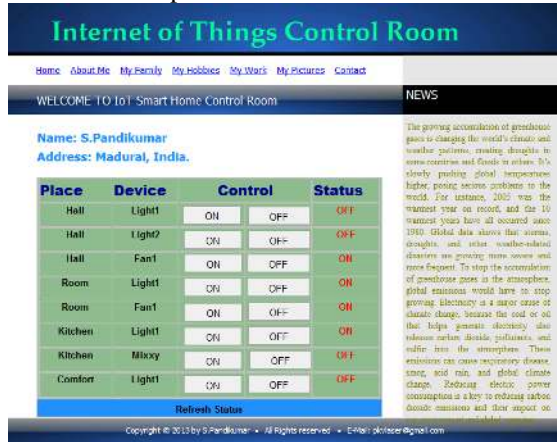 Internet of Things Control Room
Home About Me My Family My Hobbies My Work My Pictures Contact
WELCOME TO IoT Smart Home Control Room
Name: S.Pandikumar
Address: Madurai, India.
Place Device Control Status
Hall Light1 ON OFF OFF
Hall Light2 ON OFF OFF
Hall Fan1 ON OFF ON
Room Light1 ON OFF ON
Room Fan1 ON OFF ON
Kitchen Light1 ON OFF ON
Kitchen Mixxy ON OFF OFF
Comfort Light1 ON OFF OFF
Refresh Status
NEWS
The growing accumulation of greenhouse
gases is changing the world's climate and
weather patterns, creating droughts in
some countries and floods in others. It's
slowly pushing global temperatures
higher, posing serious problems to the
world. For instance, 2005 was the
warmest year on record, and the 10
warmest years have all occurred since
1980. Global data shows that storms,
droughts, and other weather-related
disasters are growing more severe and
more frequent. To stop the accumulation
of greenhouse gases in the atmosphere,
global emissions would have to stop
growing. Electricity is a major cause of
climate change, because the coal or oil
that helps generate electricity also
release carbon dioxide, pollutants, and
sulfur into the atmosphere. These
emissions can cause respiratory disease,
smog, acid rain, and global climate
change. Reducing electric power
consumption is a key to reducing carbon
dioxide emissions and their impact on
Copyright © 2013 by S.Pandikumar • All Rights reserved • E-Mail: pkvlaser@gmail.com